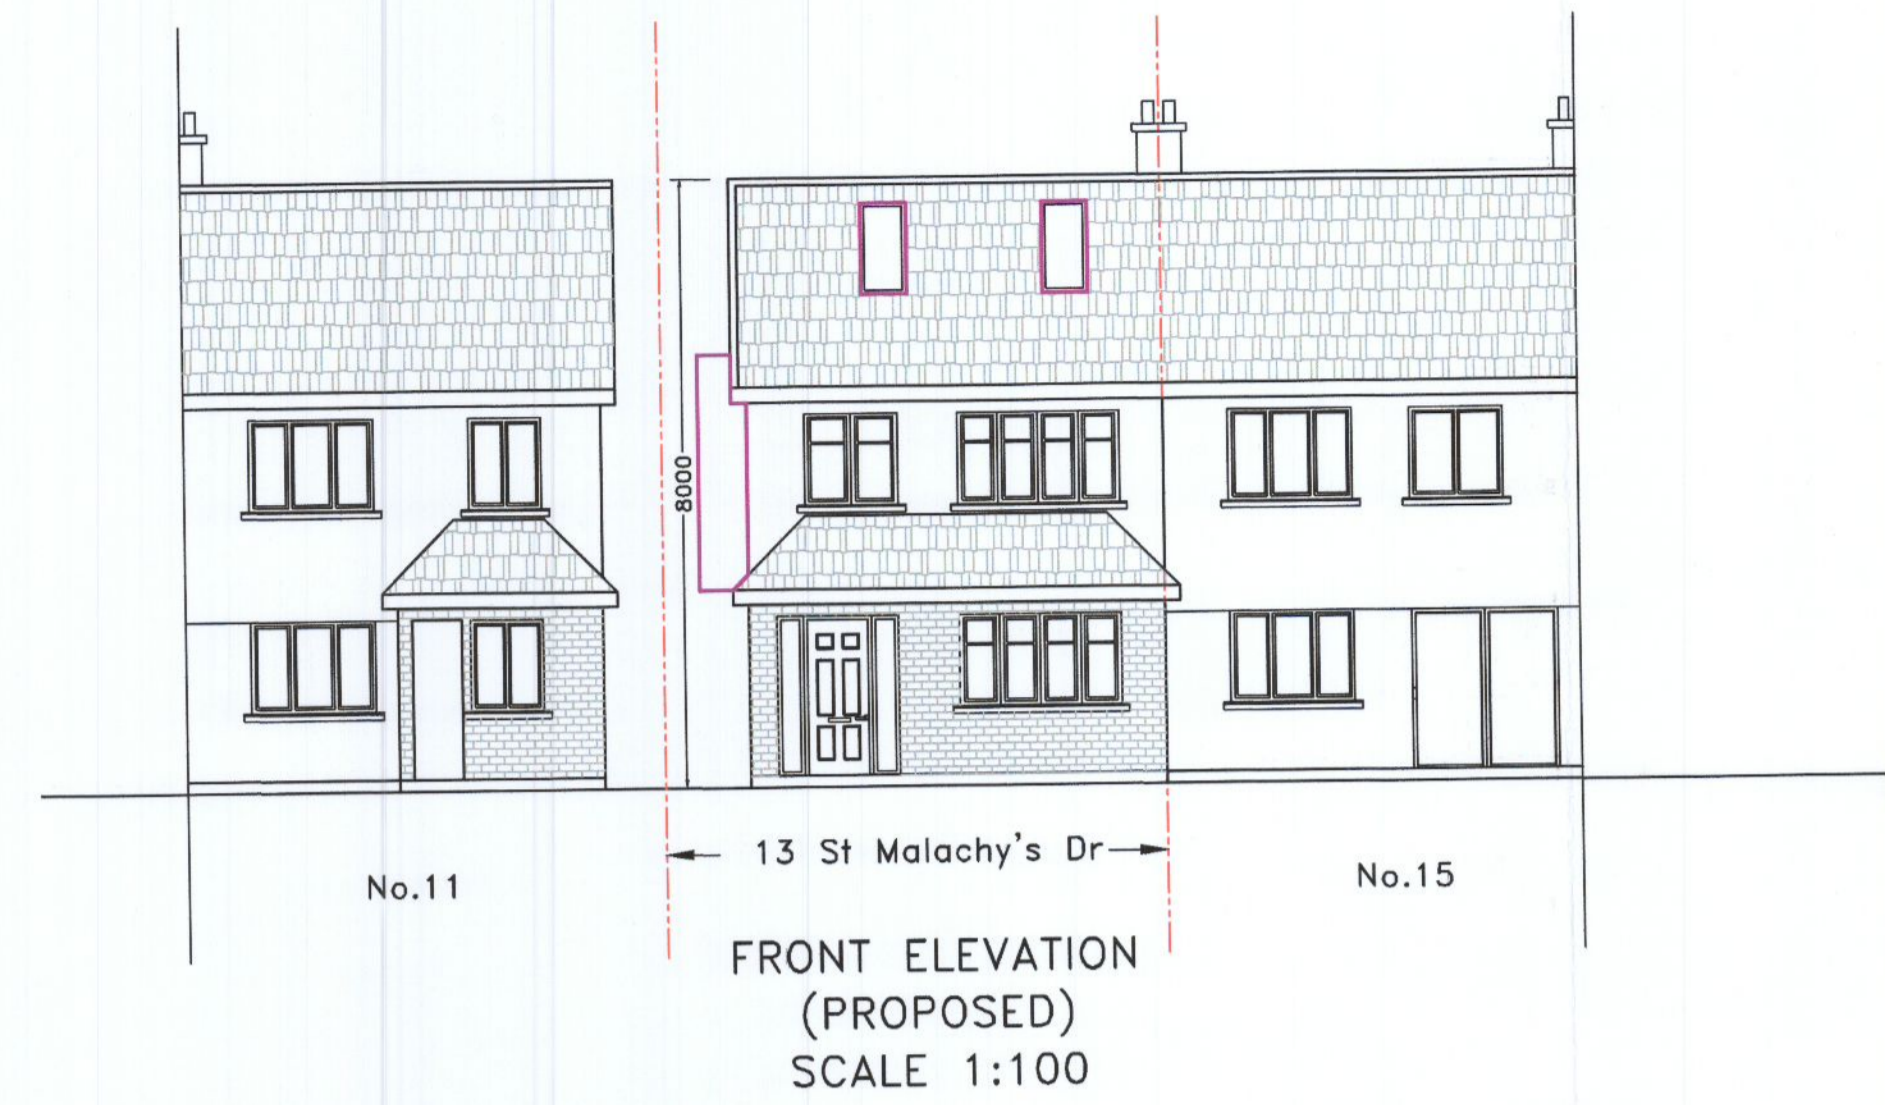 8000
13 St Malachy's Dr
No.11
No.15
FRONT ELEVATION
(PROPOSED)
SCALE 1:100